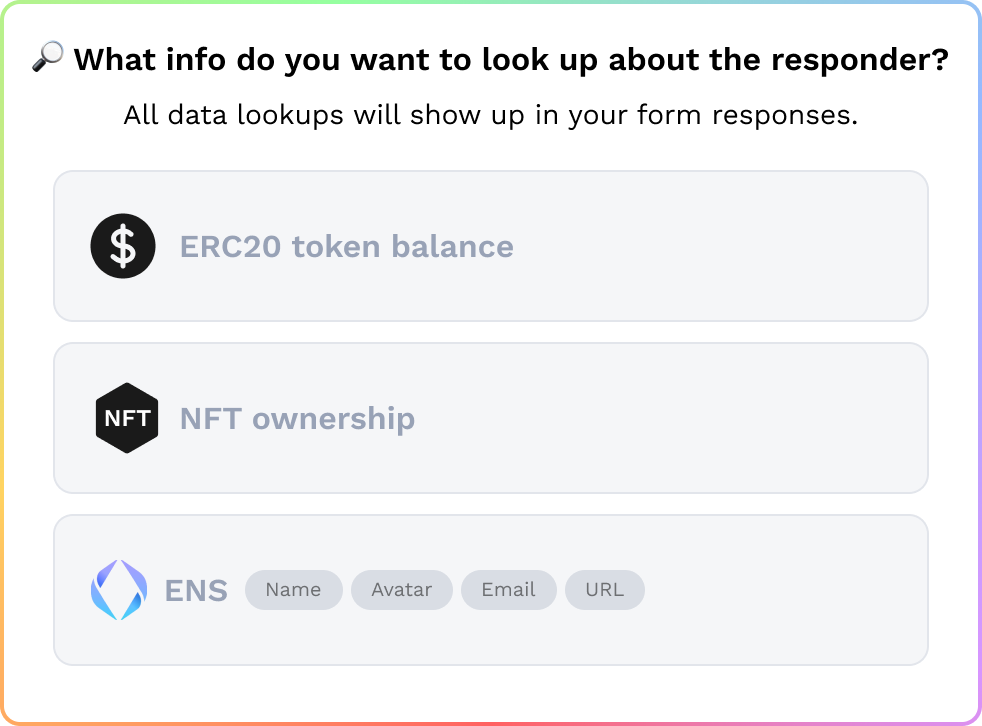 🔎 What info do you want to look up about the responder?
All data lookups will show up in your form responses.
ERC20 token balance
NFT NFT ownership
ENS Name Avatar Email URL